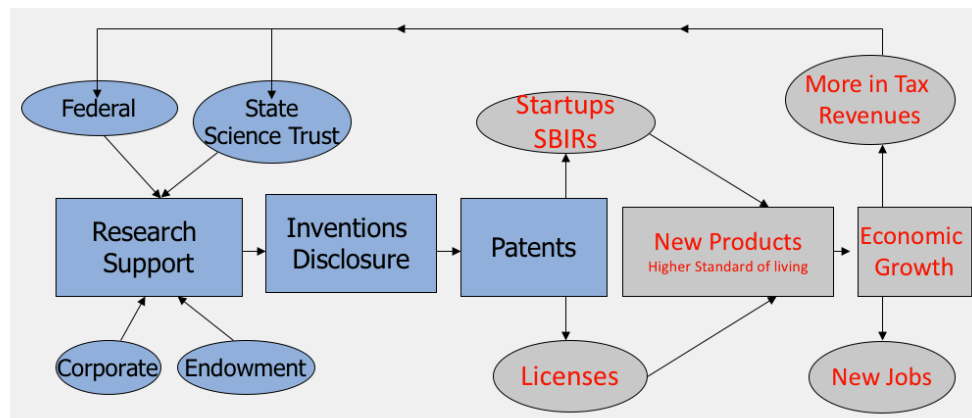 Federal
State
Science Trust
Startups
SBIRs
More in Tax
Revenues
Research
Support
Inventions
Disclosure
Patents
New Products
Higher Standard of living
Economic
Growth
Corporate
Endowment
Licenses
New Jobs